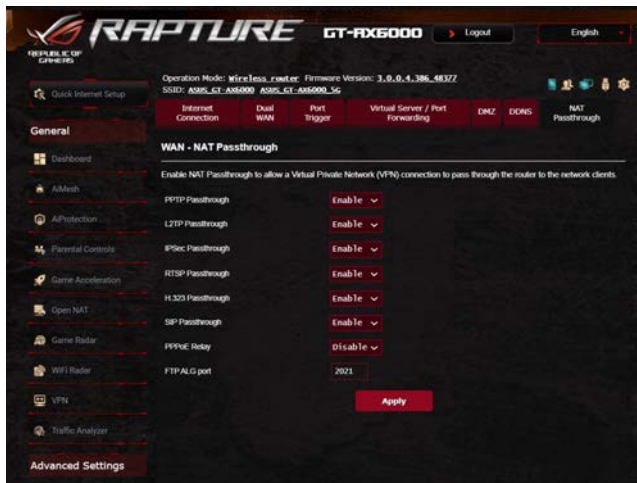 RAPTURE
GT-AX6000
Logout
English
REPUBLIC OF
GAMERS
Operation Mode: Wireless router Firmware Version: 3.0.0.4.386_48377
SSID: ASUS_GT-AX6000 ASUS_GT-AX6000_5G
Quick Internet Setup
Internet Connection
Dual WAN
Port Trigger
Virtual Server / Port Forwarding
DMZ
DDNS
NAT Passthrough
General
Dashboard
AiMesh
AiProtection
Parental Controls
Game Acceleration
Open NAT
Game Radar
WiFi Radar
VPN
Traffic Analyzer
Advanced Settings
WAN - NAT Passthrough
Enable NAT Passthrough to allow a Virtual Private Network (VPN) connection to pass through the router to the network clients.
PPTP Passthrough Enable
L2TP Passthrough Enable
IPSec Passthrough Enable
RTSP Passthrough Enable
H.323 Passthrough Enable
SIP Passthrough Enable
PPPoE Relay Disable
FTP ALG port 2021
Apply